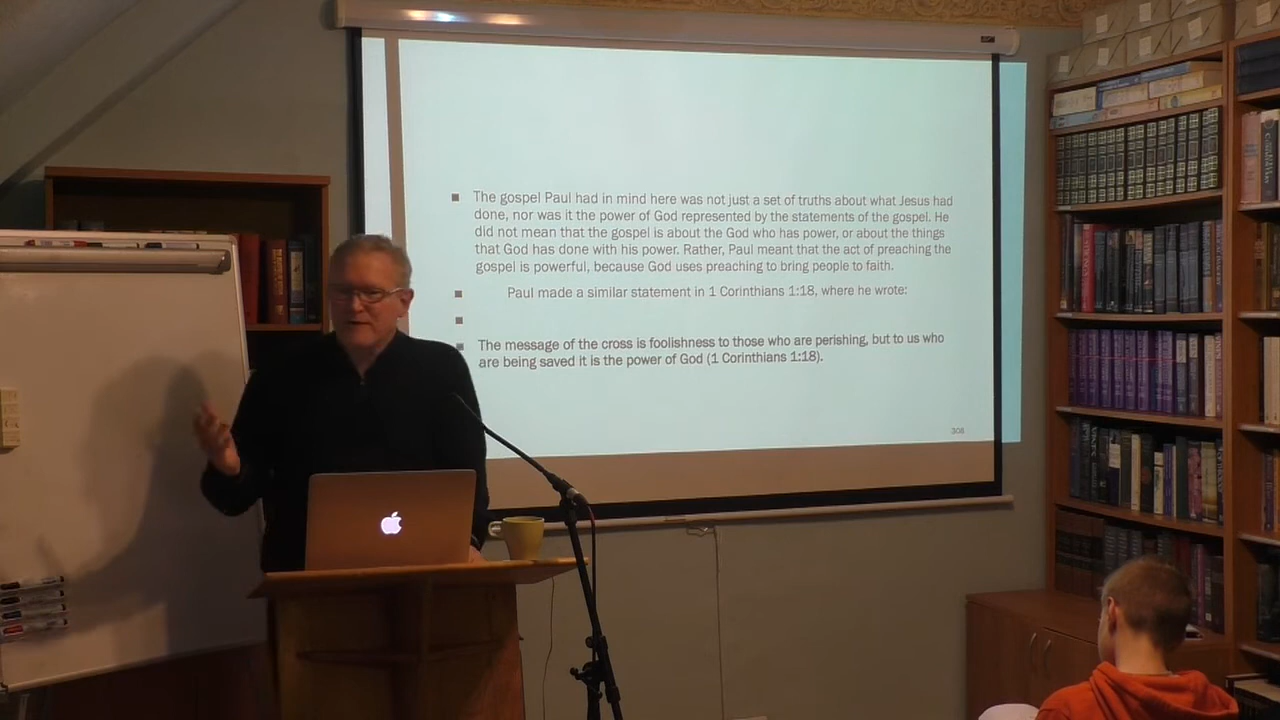 The gospel Paul had in mind here was not just a set of truths about what Jesus had
done, nor was it the power of God represented by the statements of the gospel. He
did not mean that the gospel is about the God who has power, or about the things
that God has done with his power. Rather, Paul meant that the act of preaching the
gospel is powerful, because God uses preaching to bring people to faith.
Paul made a similar statement in 1 Corinthians 1:18, where he wrote:
The message of the cross is foolishness to those who are perishing, but to us who
are being saved it is the power of God (1 Corinthians 1:18).
308